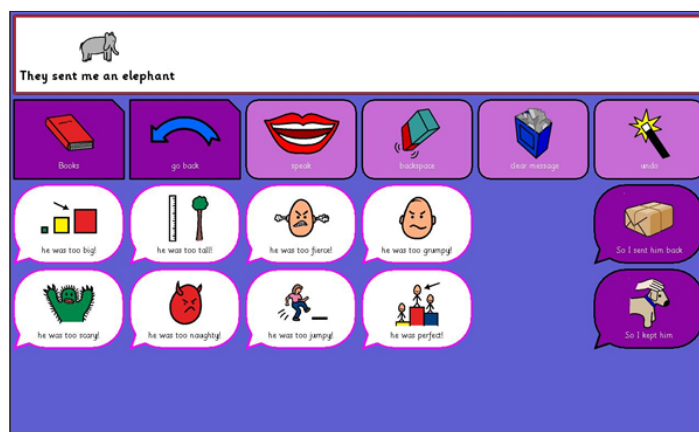 They sent me an elephant
Books
go back
speak
backspace
clear message
undo
he was too big!
he was too tall!
he was too fierce!
he was too grumpy!
So I sent him back
he was too scary!
he was too naughty!
he was too jumpy!
he was perfect!
So I kept him